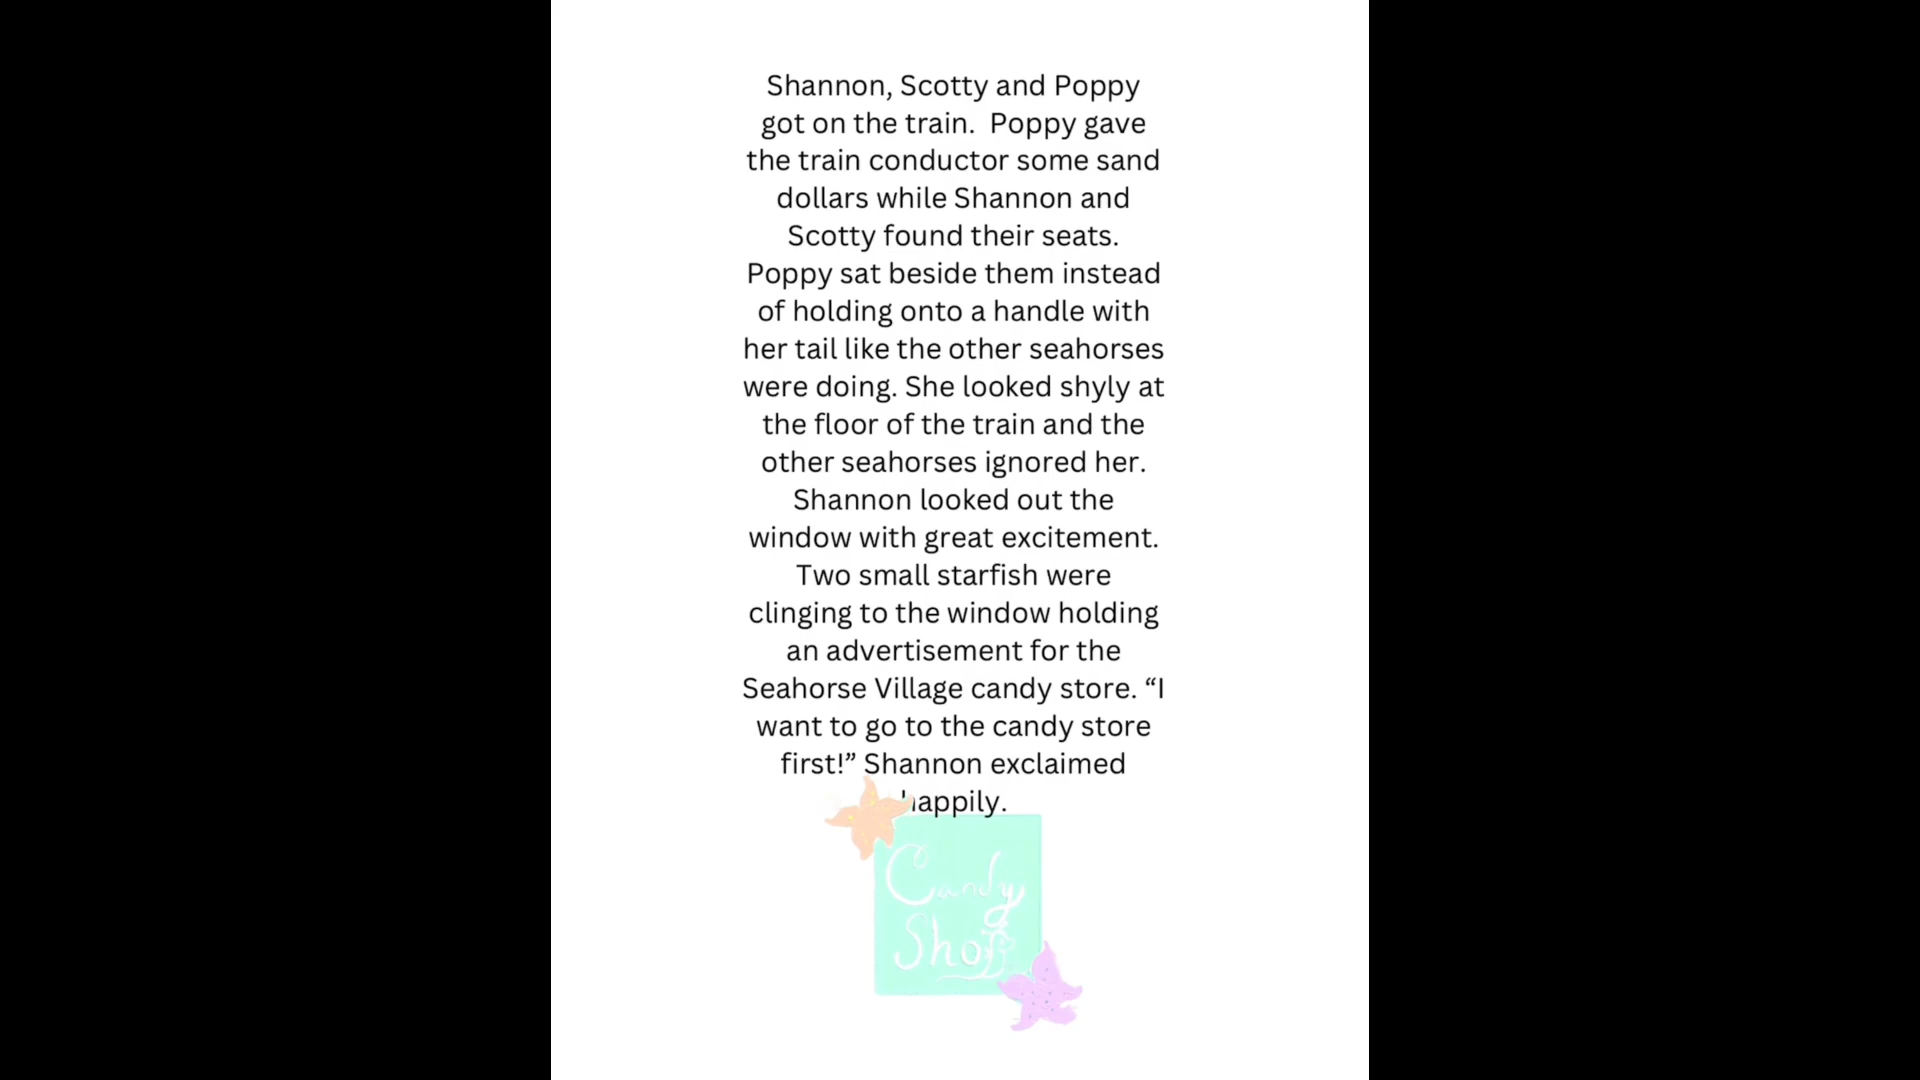 Shannon, Scotty and Poppy
got on the train.  Poppy gave
the train conductor some sand
dollars while Shannon and
Scotty found their seats.
Poppy sat beside them instead
of holding onto a handle with
her tail like the other seahorses
were doing. She looked shyly at
the floor of the train and the
other seahorses ignored her.
Shannon looked out the
window with great excitement.
Two small starfish were
clinging to the window holding
an advertisement for the
Seahorse Village candy store. “I
want to go to the candy store
first!” Shannon exclaimed
happily.
Candy
Shop